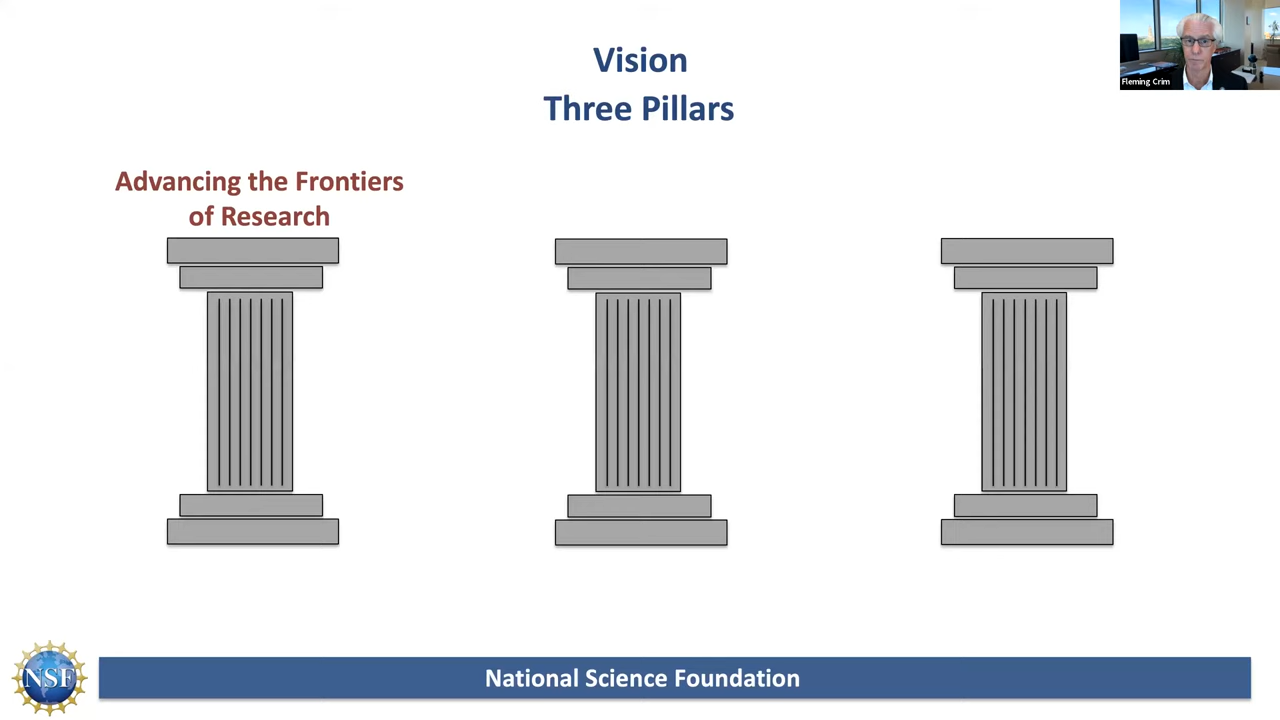 Vision
Three Pillars
Fleming Crim
Advancing the Frontiers
of Research
NSF
National Science Foundation